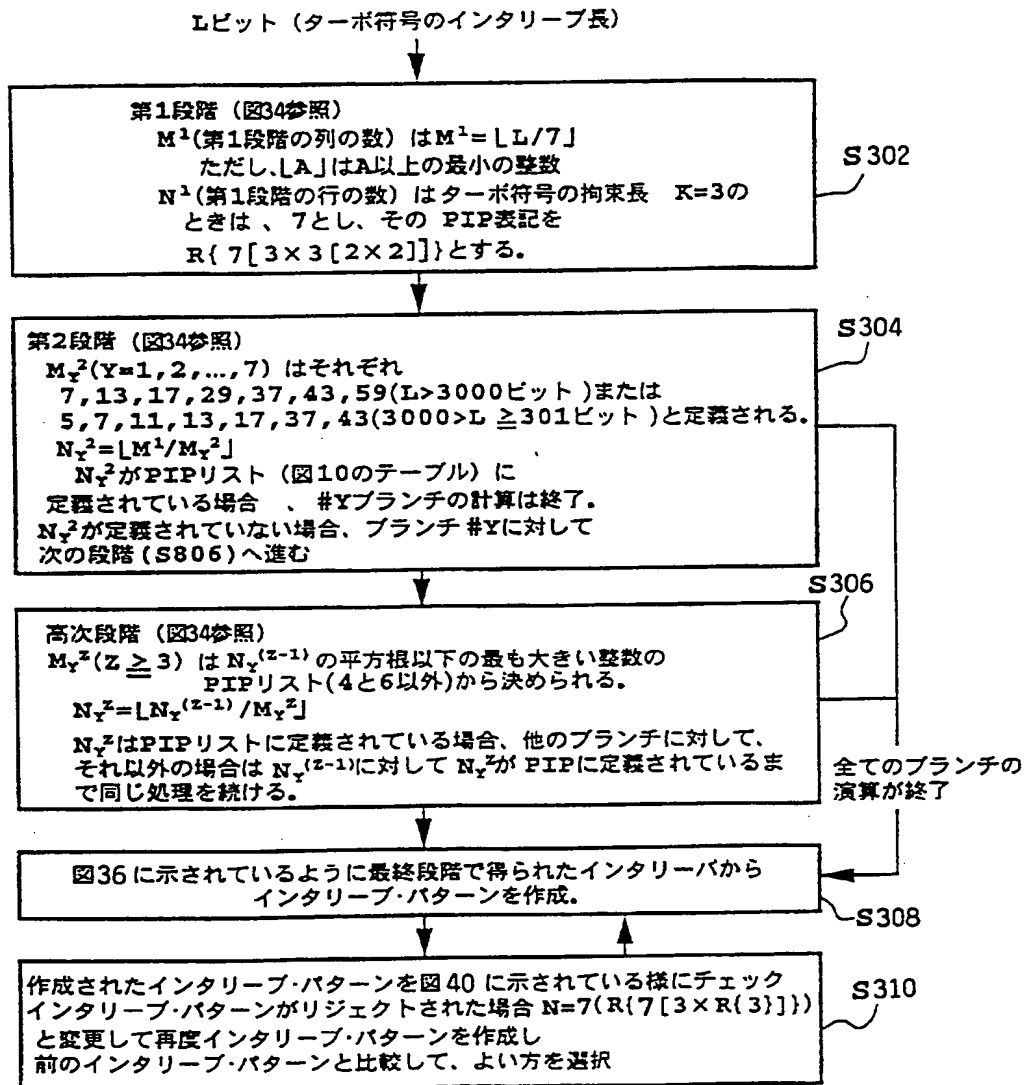 Lビット (ターボ符号のインタリーブ長)
第1段階 (図34参照)
M¹(第1段階の列の数) はM¹=⌊L/7⌋
ただし、⌊A⌋はA以上の最小の整数
N¹(第1段階の行の数) はターボ符号の拘束長 K=3の
ときは 、7とし、その PIP表記を
R{ 7[3×3[2×2]]}とする。
S302
第2段階 (図34参照)
M_Y²(Y=1,2,...,7) はそれぞれ
7,13,17,29,37,43,59(L>3000ビット )または
5,7,11,13,17,37,43(3000>L ≧301ビット )と定義される。
N_Y²=⌊M¹/M_Y²⌋
N_Y²がPIPリスト (図10のテーブル) に
定義されている場合 、#Yブランチの計算は終了。
N_Y²が定義されていない場合、ブランチ #Yに対して
次の段階(S806)へ進む
S304
高次段階 (図34参照)
M_Y^Z(Z ≧ 3) は N_Y^(Z-1) の平方根以下の最も大きい整数の
PIPリスト(4と6以外)から決められる。
N_Y^Z=⌊N_Y^(Z-1)/M_Y^Z⌋
N_Y^ZはPIPリストに定義されている場合、他のブランチに対して、
それ以外の場合は N_Y^(Z-1)に対して N_Y^Zが PIPに定義されているま
で同じ処理を続ける。
S306
全てのブランチの
演算が終了
図36 に示されているように最終段階で得られたインタリーバから
インタリーブ・パターンを作成。
S308
作成されたインタリーブ・パターンを図40 に示されている様にチェック
インタリーブ・パターンがリジェクトされた場合 N=7(R{7[3×R{3}]})
と変更して再度インタリーブ・パターンを作成し
前のインタリーブ・パターンと比較して、よい方を選択
S310